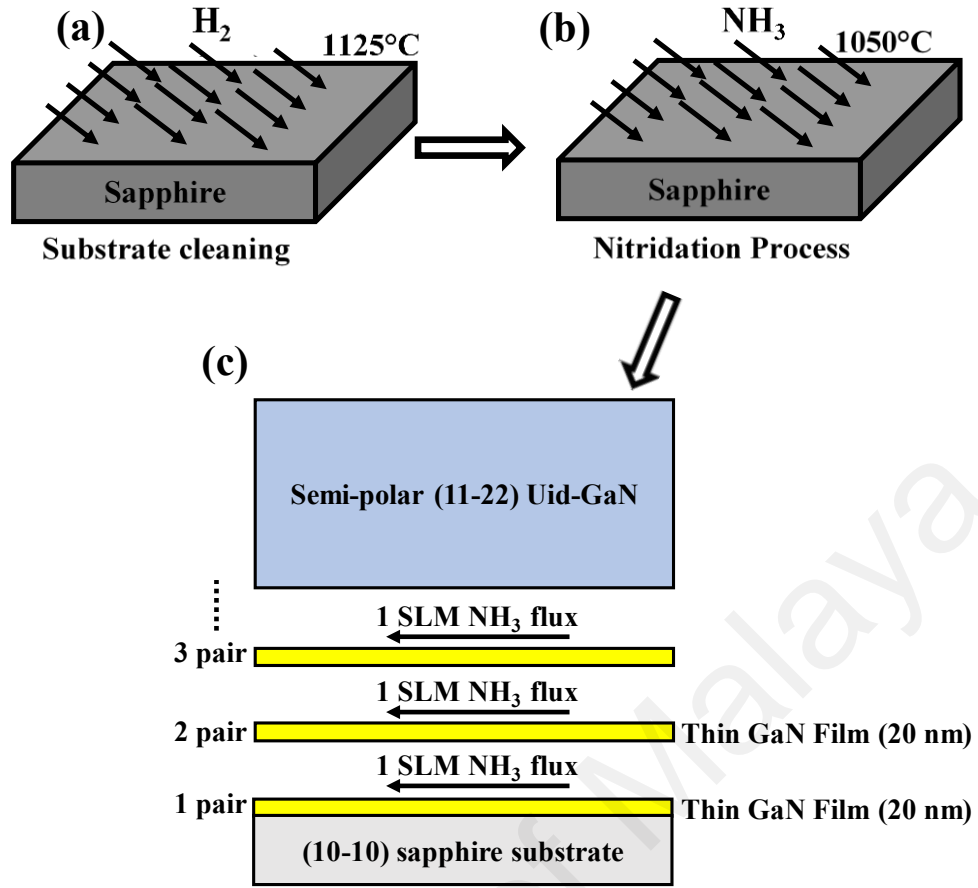 (a)
H₂
1125°C
Sapphire
Substrate cleaning
(b)
NH₃
1050°C
Sapphire
Nitridation Process
(c)
Semi-polar (11-22) Uid-GaN
1 SLM NH₃ flux
3 pair
1 SLM NH₃ flux
2 pair
Thin GaN Film (20 nm)
1 SLM NH₃ flux
1 pair
Thin GaN Film (20 nm)
(10-10) sapphire substrate
of Malaya